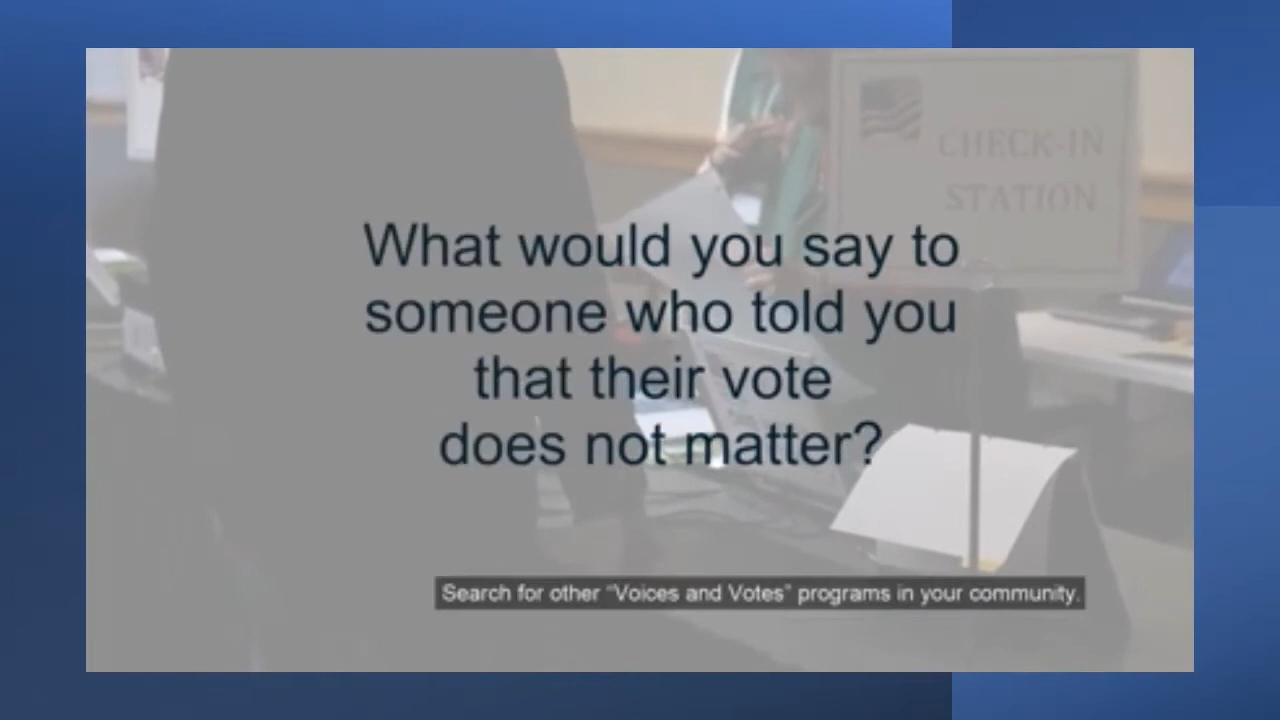 CHECK-IN
STATION
What would you say to
someone who told you
that their vote
does not matter?
Search for other “Voices and Votes” programs in your community.